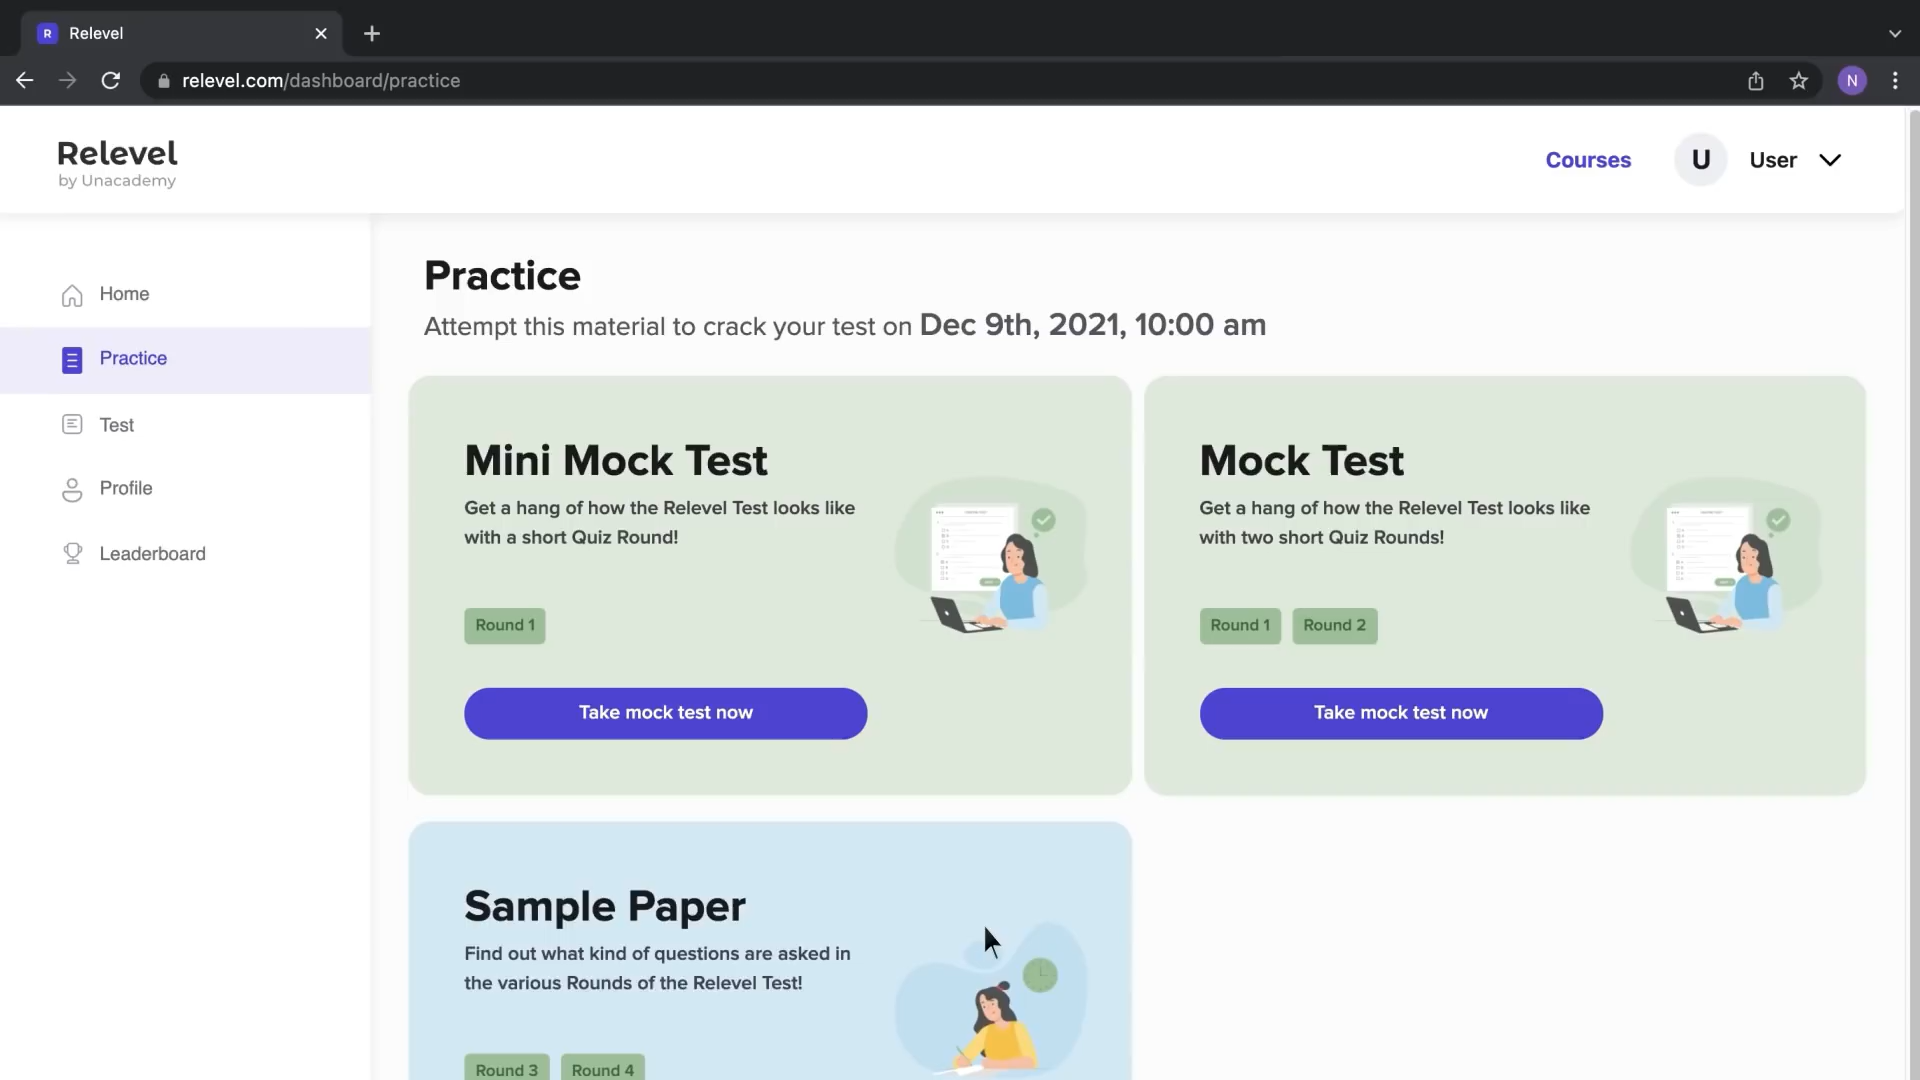 R Relevel
relevel.com/dashboard/practice
N
Relevel
by Unacademy
Courses
U
User
Home
Practice
Test
Profile
Leaderboard
Practice
Attempt this material to crack your test on Dec 9th, 2021, 10:00 am
Mini Mock Test
Get a hang of how the Relevel Test looks like
with a short Quiz Round!
Round 1
Take mock test now
Mock Test
Get a hang of how the Relevel Test looks like
with two short Quiz Rounds!
Round 1 Round 2
Take mock test now
Sample Paper
Find out what kind of questions are asked in
the various Rounds of the Relevel Test!
Round 3 Round 4